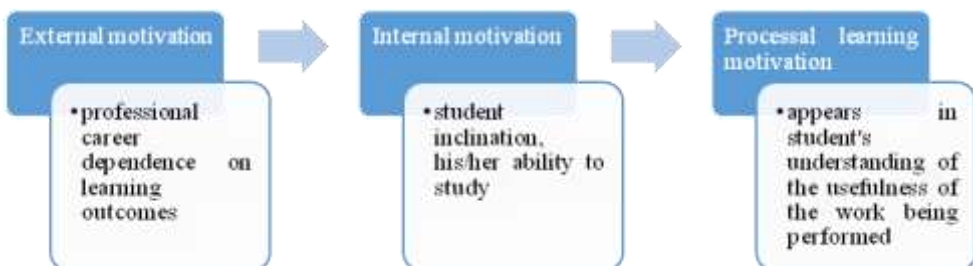 External motivation
•professional
career
dependence on
learning
outcomes
Internal motivation
•student
inclination,
his/her ability to
study
Processal learning
motivation
•appears in
student's
understanding of
the usefulness of
the work being
performed